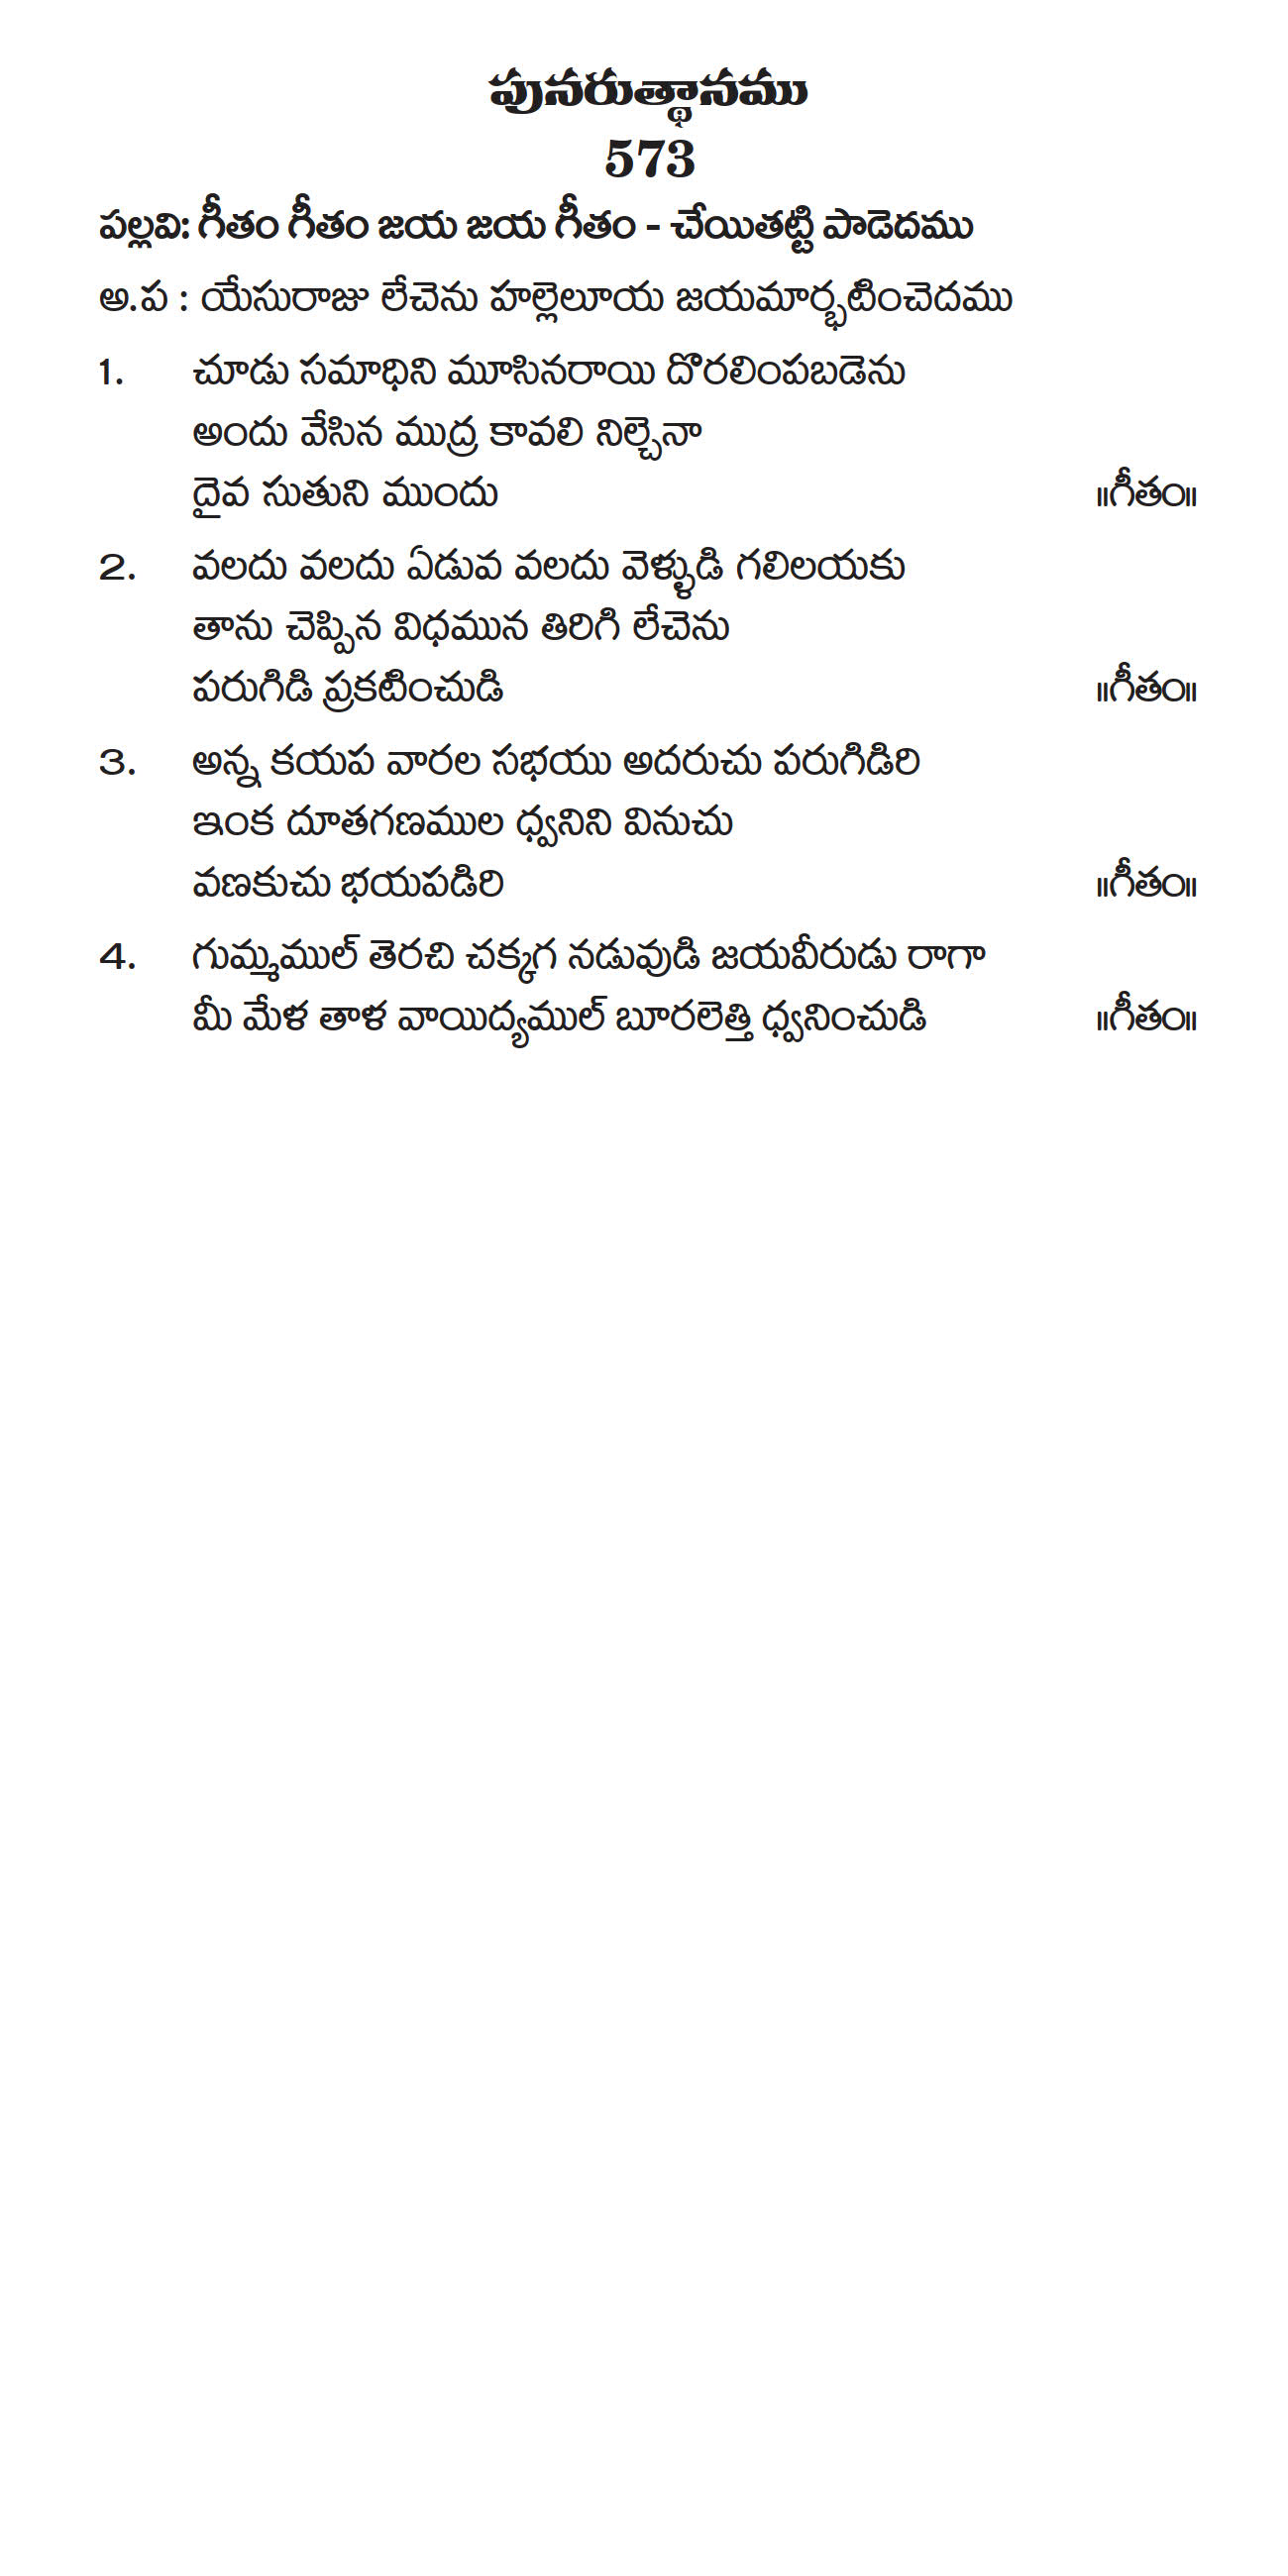 పునరుత్థానము
573
పల్లవి: గీతం గీతం జయ జయ గీతం - చేయితట్టి పాడెదము
అ.ప : యేసురాజు లేచెను హల్లెలూయ జయమార్భటించెదము
1. చూడు సమాధిని మూసినరాయి దొరలింపబడెను
అందు వేసిన ముద్ర కావలి నిల్చెనా
దైవ సుతుని ముందు ॥గీతం॥
2. వలదు వలదు ఏడువ వలదు వెళ్ళుడి గలిలయకు
తాను చెప్పిన విధమున తిరిగి లేచెను
పరుగిడి ప్రకటించుడి ॥గీతం॥
3. అన్న కయప వారల సభయు అదరుచు పరుగిడిరి
ఇంక దూతగణముల ధ్వనిని వినుచు
వణకుచు భయపడిరి ॥గీతం॥
4. గుమ్మముల్ తెరచి చక్కగ నడువుడి జయవీరుడు రాగా
మీ మేళ తాళ వాయిద్యముల్ బూరలెత్తి ధ్వనించుడి ॥గీతం॥